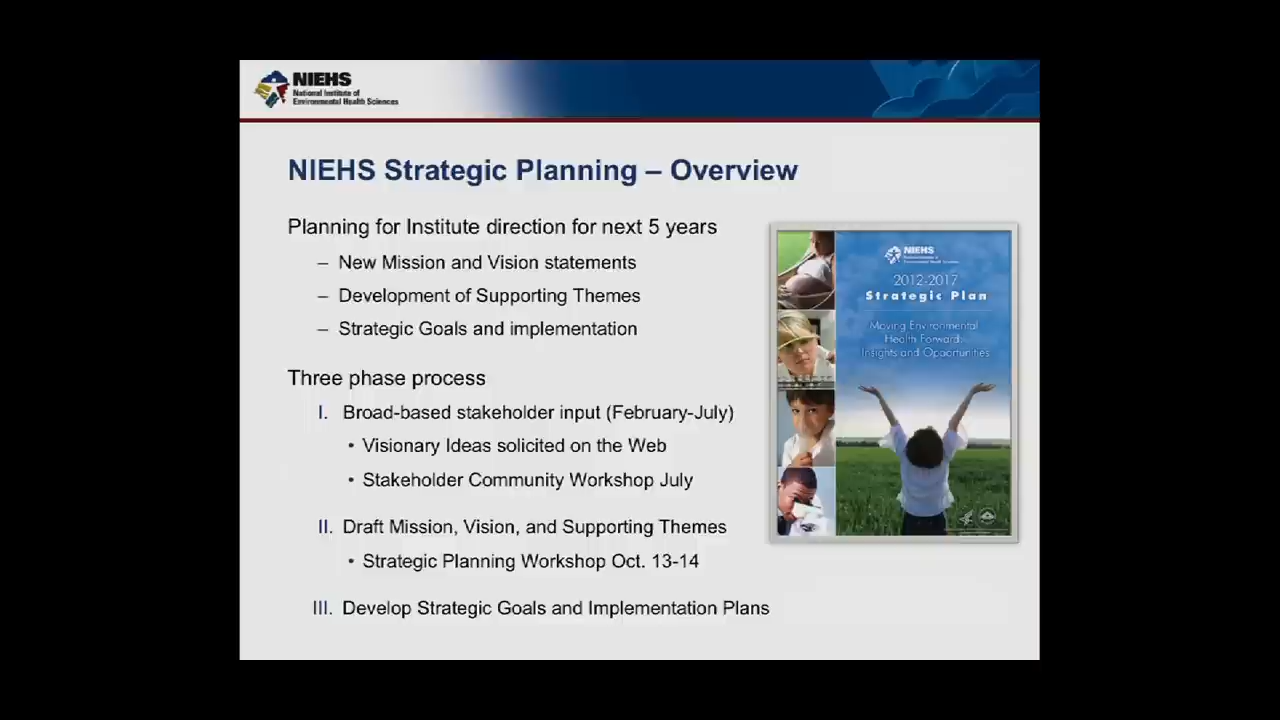 NIEHS
National Institute of
Environmental Health Sciences
NIEHS Strategic Planning – Overview
Planning for Institute direction for next 5 years
– New Mission and Vision statements
– Development of Supporting Themes
– Strategic Goals and implementation
Three phase process
I. Broad-based stakeholder input (February-July)
• Visionary Ideas solicited on the Web
• Stakeholder Community Workshop July
II. Draft Mission, Vision, and Supporting Themes
• Strategic Planning Workshop Oct. 13-14
III. Develop Strategic Goals and Implementation Plans
NIEHS
2012-2017
Strategic Plan
Moving Environmental
Health Forward:
Insights and Opportunities